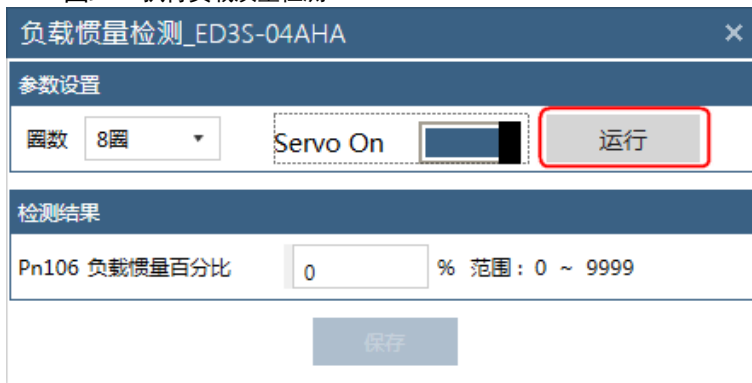 负载惯量检测_ED3S-04AHA
参数设置
圈数 8圈 Servo On 运行
检测结果
Pn106 负载惯量百分比 0 % 范围：0 ~ 9999
保存